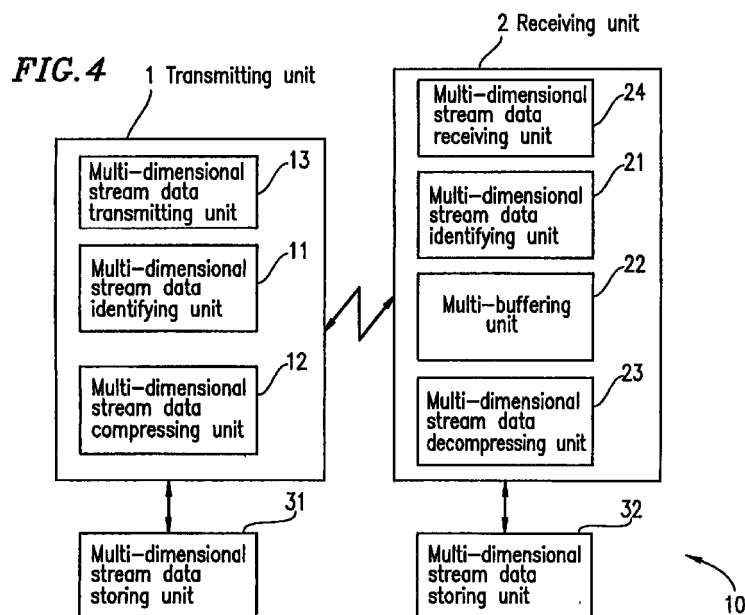 FIG. 4
1 Transmitting unit
13
Multi-dimensional
stream data
transmitting unit
11
Multi-dimensional
stream data
identifying unit
12
Multi-dimensional
stream data
compressing unit
31
Multi-dimensional
stream data
storing unit
2 Receiving unit
24
Multi-dimensional
stream data
receiving unit
21
Multi-dimensional
stream data
identifying unit
22
Multi-buffering
unit
23
Multi-dimensional
stream data
decompressing unit
32
Multi-dimensional
stream data
storing unit
10